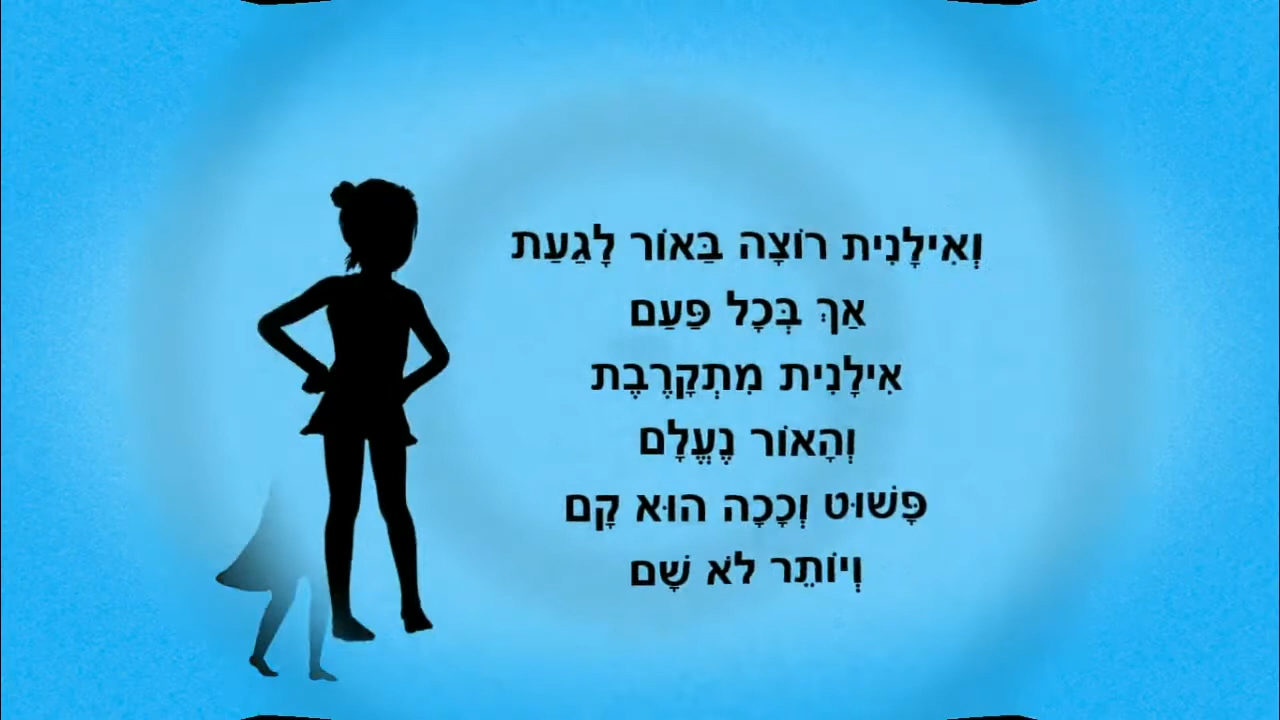 וְאִילָנִית רוֹצָה בַּאוֹר לָגַעַת
אַךְ בְּכָל פַּעַם
אִילָנִית מִתְקָרֶבֶת
וְהָאוֹר נֶעֱלָם
פָּשׁוּט וְכָכָה הוּא קָם
וְיוֹתֵר לֹא שָׁם